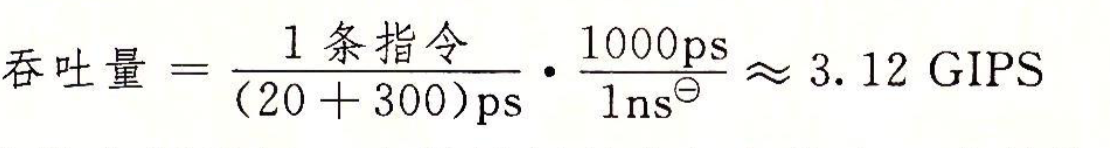 吞吐量 = 1 条指令 / (20 + 300)ps · 1000ps / 1ns⊖ ≈ 3.12 GIPS